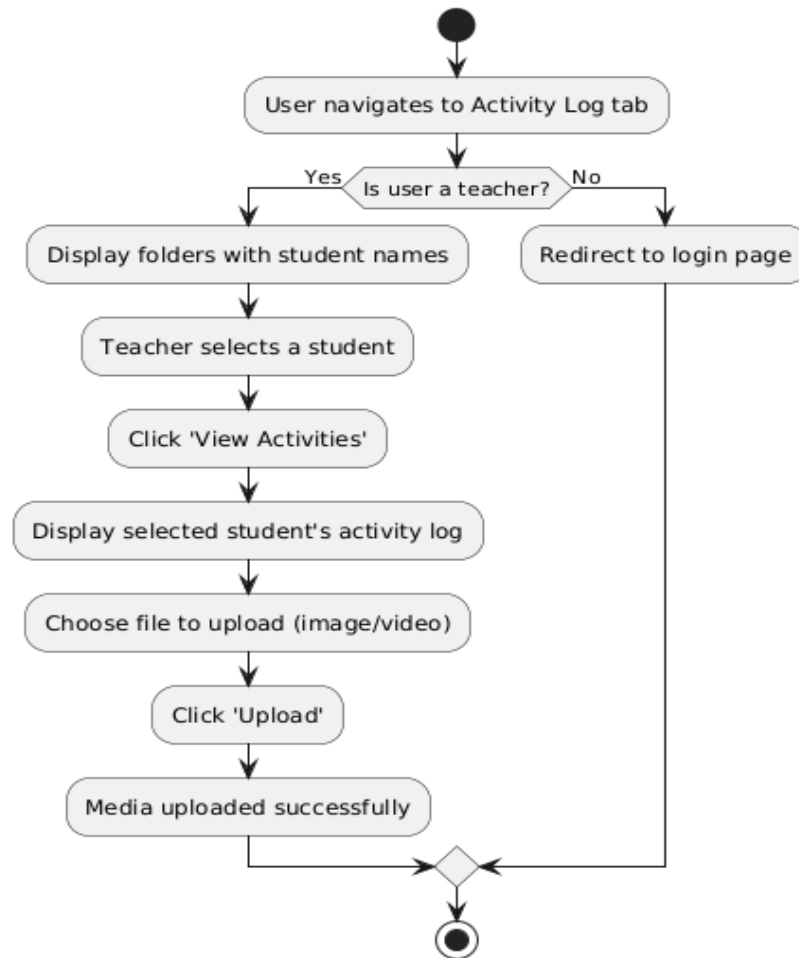 User navigates to Activity Log tab
Is user a teacher?
Yes
No
Display folders with student names
Redirect to login page
Teacher selects a student
Click 'View Activities'
Display selected student's activity log
Choose file to upload (image/video)
Click 'Upload'
Media uploaded successfully